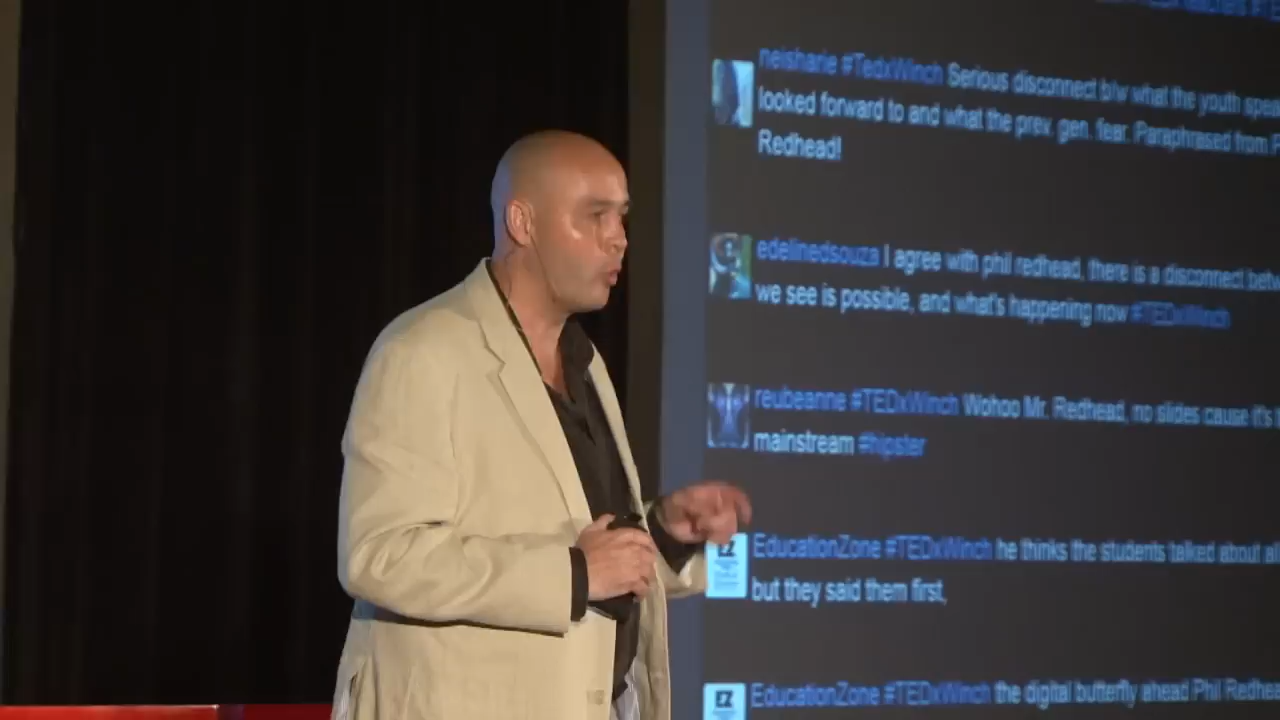 neisharie #TedxWinch Serious disconnect b/w what the youth
looked forward to and what the prev. gen. fear. Paraphrased from
Redhead!
edelinedsouza I agree with phil redhead, there is a disconnect
we see is possible, and what's happening now #TEDxWinch
reubeanne #TEDxWinch Wohoo Mr. Redhead, no slides cause it's
mainstream #hipster
EducationZone #TEDxWinch he thinks the students talked about
but they said them first,
EducationZone #TEDxWinch the digital butterfly ahead Phil
EZ
EZ